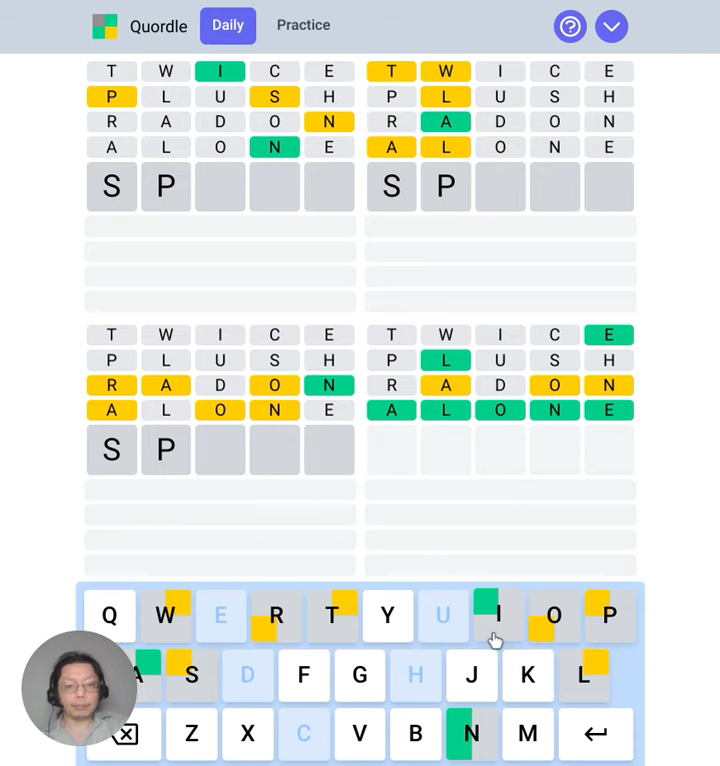 Quordle Daily Practice
T W I C E T W I C E
P L U S H P L U S H
R A D O N R A D O N
A L O N E A L O N E
S P S P
T W I C E T W I C E
P L U S H P L U S H
R A D O N R A D O N
A L O N E A L O N E
S P
Q W E R T Y U I O P
A S D F G H J K L
Z X C V B N M